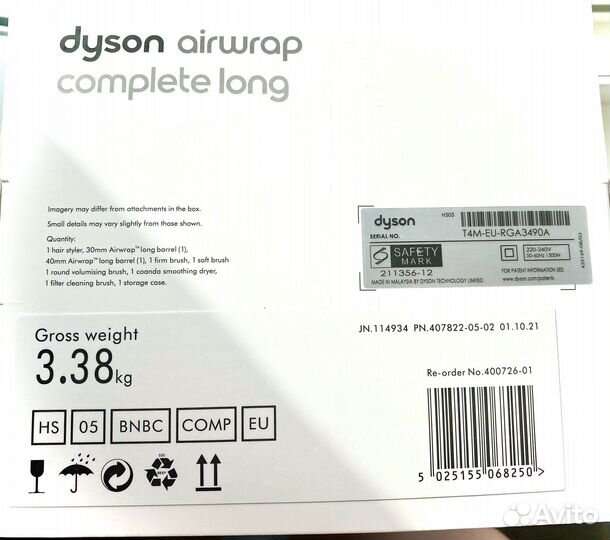 dyson airwrap
complete long
Imagery may differ from attachments in the box.
Small details may vary slightly from those shown.
Quantity:
1 hair styler, 30mm Airwrap™ long barrel (1),
40mm Airwrap™ long barrel (1), 1 firm brush, 1 soft brush
1 round volumising brush, 1 coanda smoothing dryer,
1 filter cleaning brush, 1 storage case.
dyson
HS05
SERIAL NO.
T4M-EU-RGA3490A
S SAFETY
MARK
211356-12
220-240V
50-60Hz 1300W
MADE IN MALAYSIA BY DYSON TECHNOLOGY LIMITED
FOR PATENT INFORMATION SEE:
www.dyson.com/patents
Gross weight
3.38kg
JN.114934 PN.407822-05-02 01.10.21
Re-order No.400726-01
HS 05 BNBC COMP EU
5 025155 068250 >
Avito